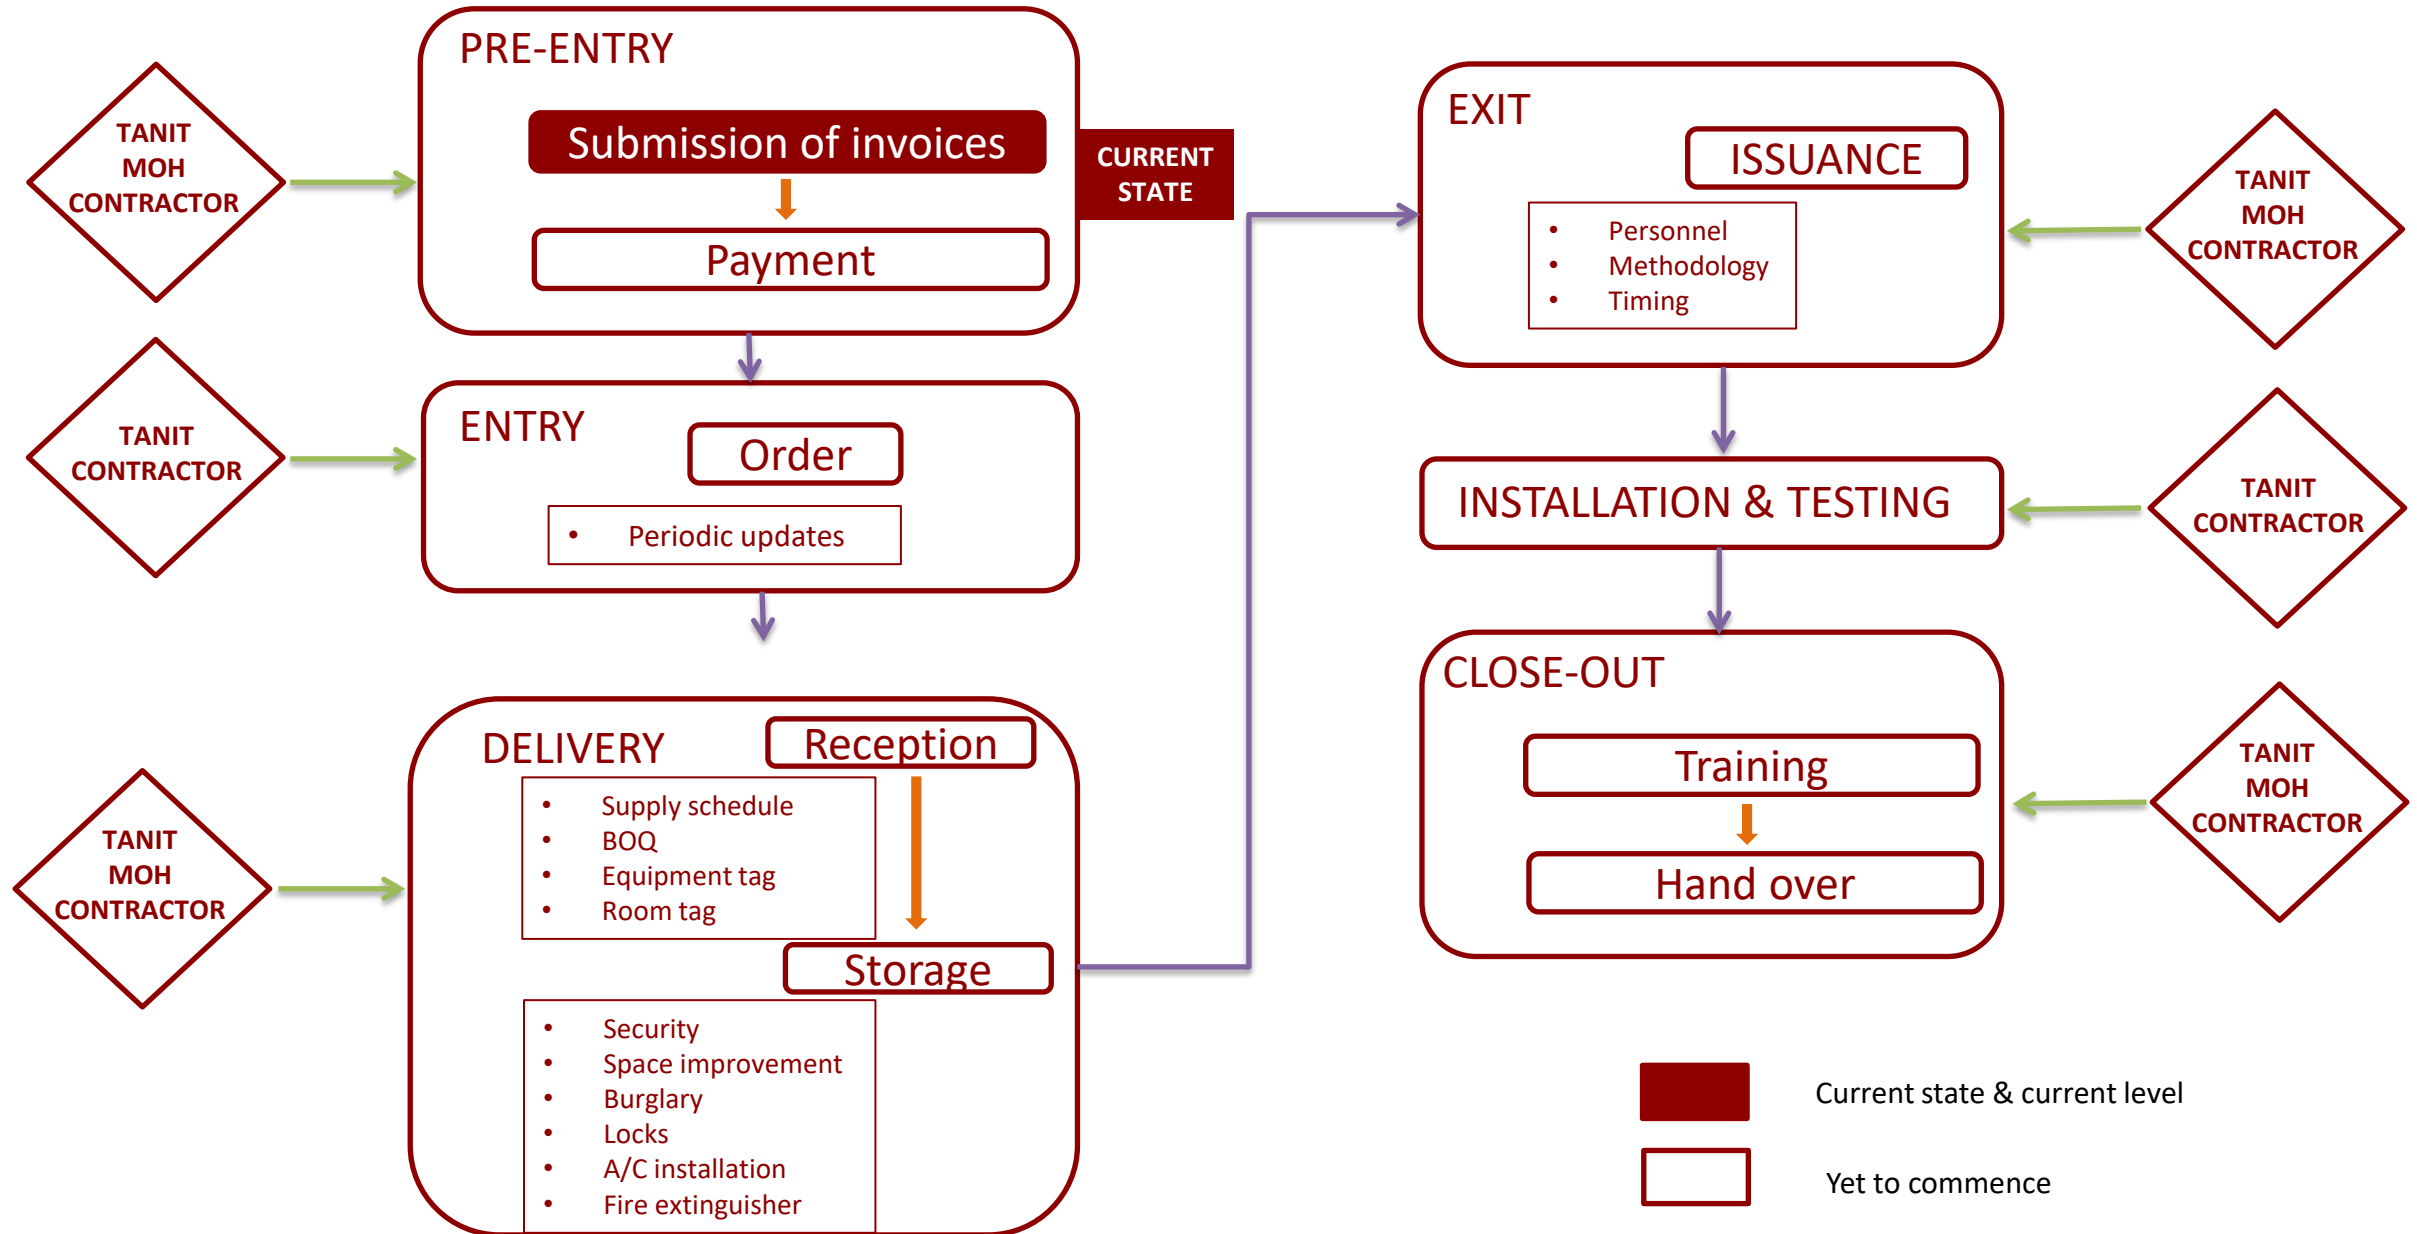 PRE-ENTRY
TANIT
MOH
CONTRACTOR
Submission of invoices
CURRENT
STATE
Payment
TANIT
CONTRACTOR
ENTRY
Order
• Periodic updates
TANIT
MOH
CONTRACTOR
DELIVERY
Reception
• Supply schedule
• BOQ
• Equipment tag
• Room tag
Storage
• Security
• Space improvement
• Burglary
• Locks
• A/C installation
• Fire extinguisher
EXIT
ISSUANCE
• Personnel
• Methodology
• Timing
TANIT
MOH
CONTRACTOR
INSTALLATION & TESTING
TANIT
CONTRACTOR
CLOSE-OUT
Training
Hand over
TANIT
MOH
CONTRACTOR
Current state & current level
Yet to commence